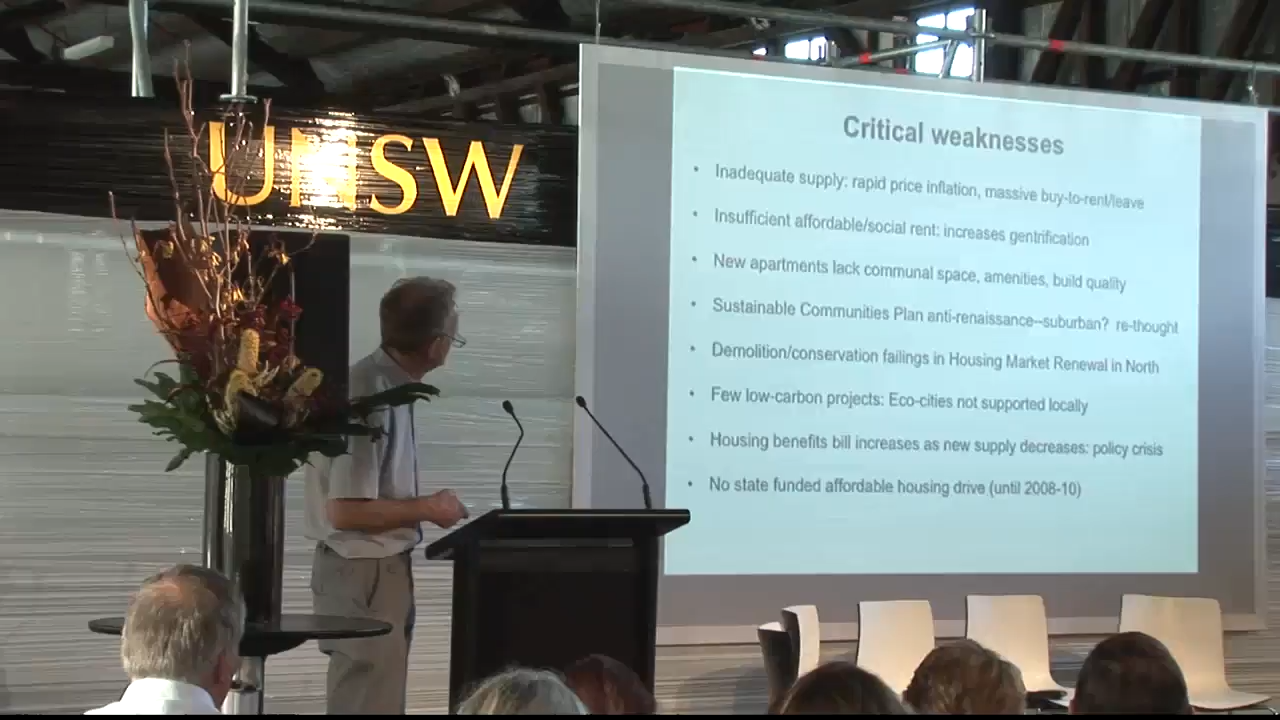 UNSW
Critical weaknesses
• Inadequate supply: rapid price inflation, massive buy-to-rent/leave
• Insufficient affordable/social rent: increases gentrification
• New apartments lack communal space, amenities, build quality
• Sustainable Communities Plan anti-renaissance--suburban? re-thought
• Demolition/conservation failings in Housing Market Renewal in North
• Few low-carbon projects: Eco-cities not supported locally
• Housing benefits bill increases as new supply decreases: policy crisis
• No state funded affordable housing drive (until 2008-10)